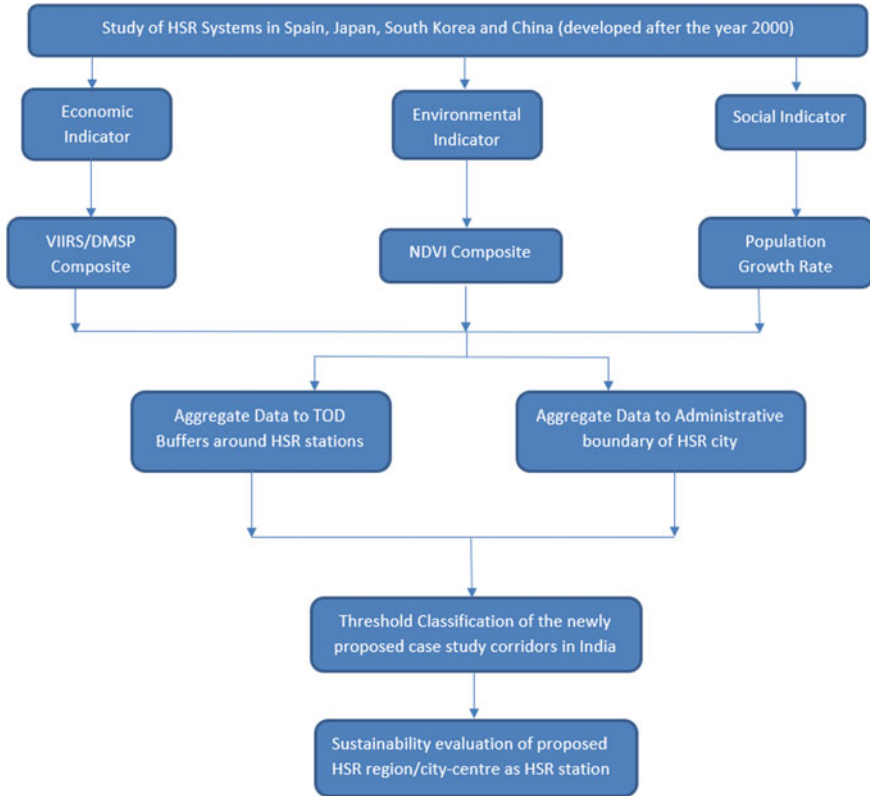 Study of HSR Systems in Spain, Japan, South Korea and China (developed after the year 2000)
Economic
Indicator
Environmental
Indicator
Social Indicator
VIIRS/DMSP
Composite
NDVI Composite
Population
Growth Rate
Aggregate Data to TOD
Buffers around HSR stations
Aggregate Data to Administrative
boundary of HSR city
Threshold Classification of the newly
proposed case study corridors in India
Sustainability evaluation of proposed
HSR region/city-centre as HSR station